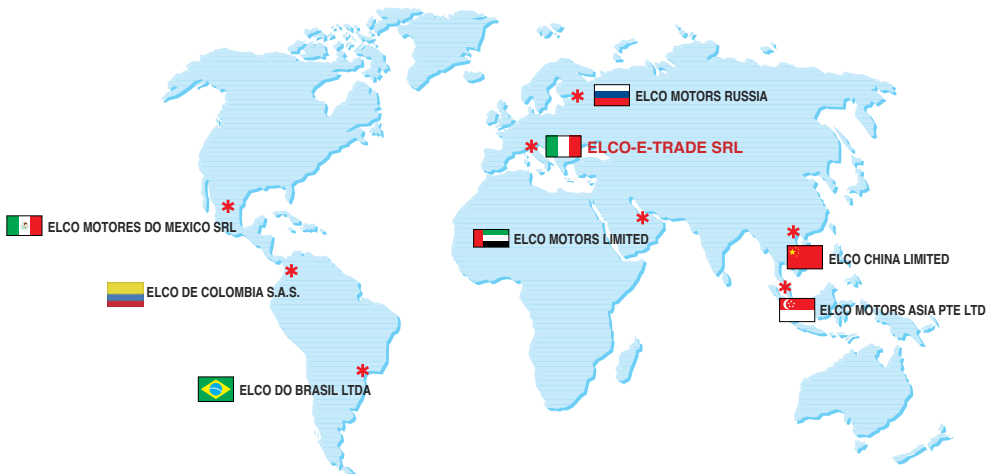 ELCO MOTORS RUSSIA
ELCO-E-TRADE SRL
ELCO MOTORES DO MEXICO SRL
ELCO MOTORS LIMITED
ELCO CHINA LIMITED
ELCO DE COLOMBIA S.A.S.
ELCO MOTORS ASIA PTE LTD
ELCO DO BRASIL LTDA